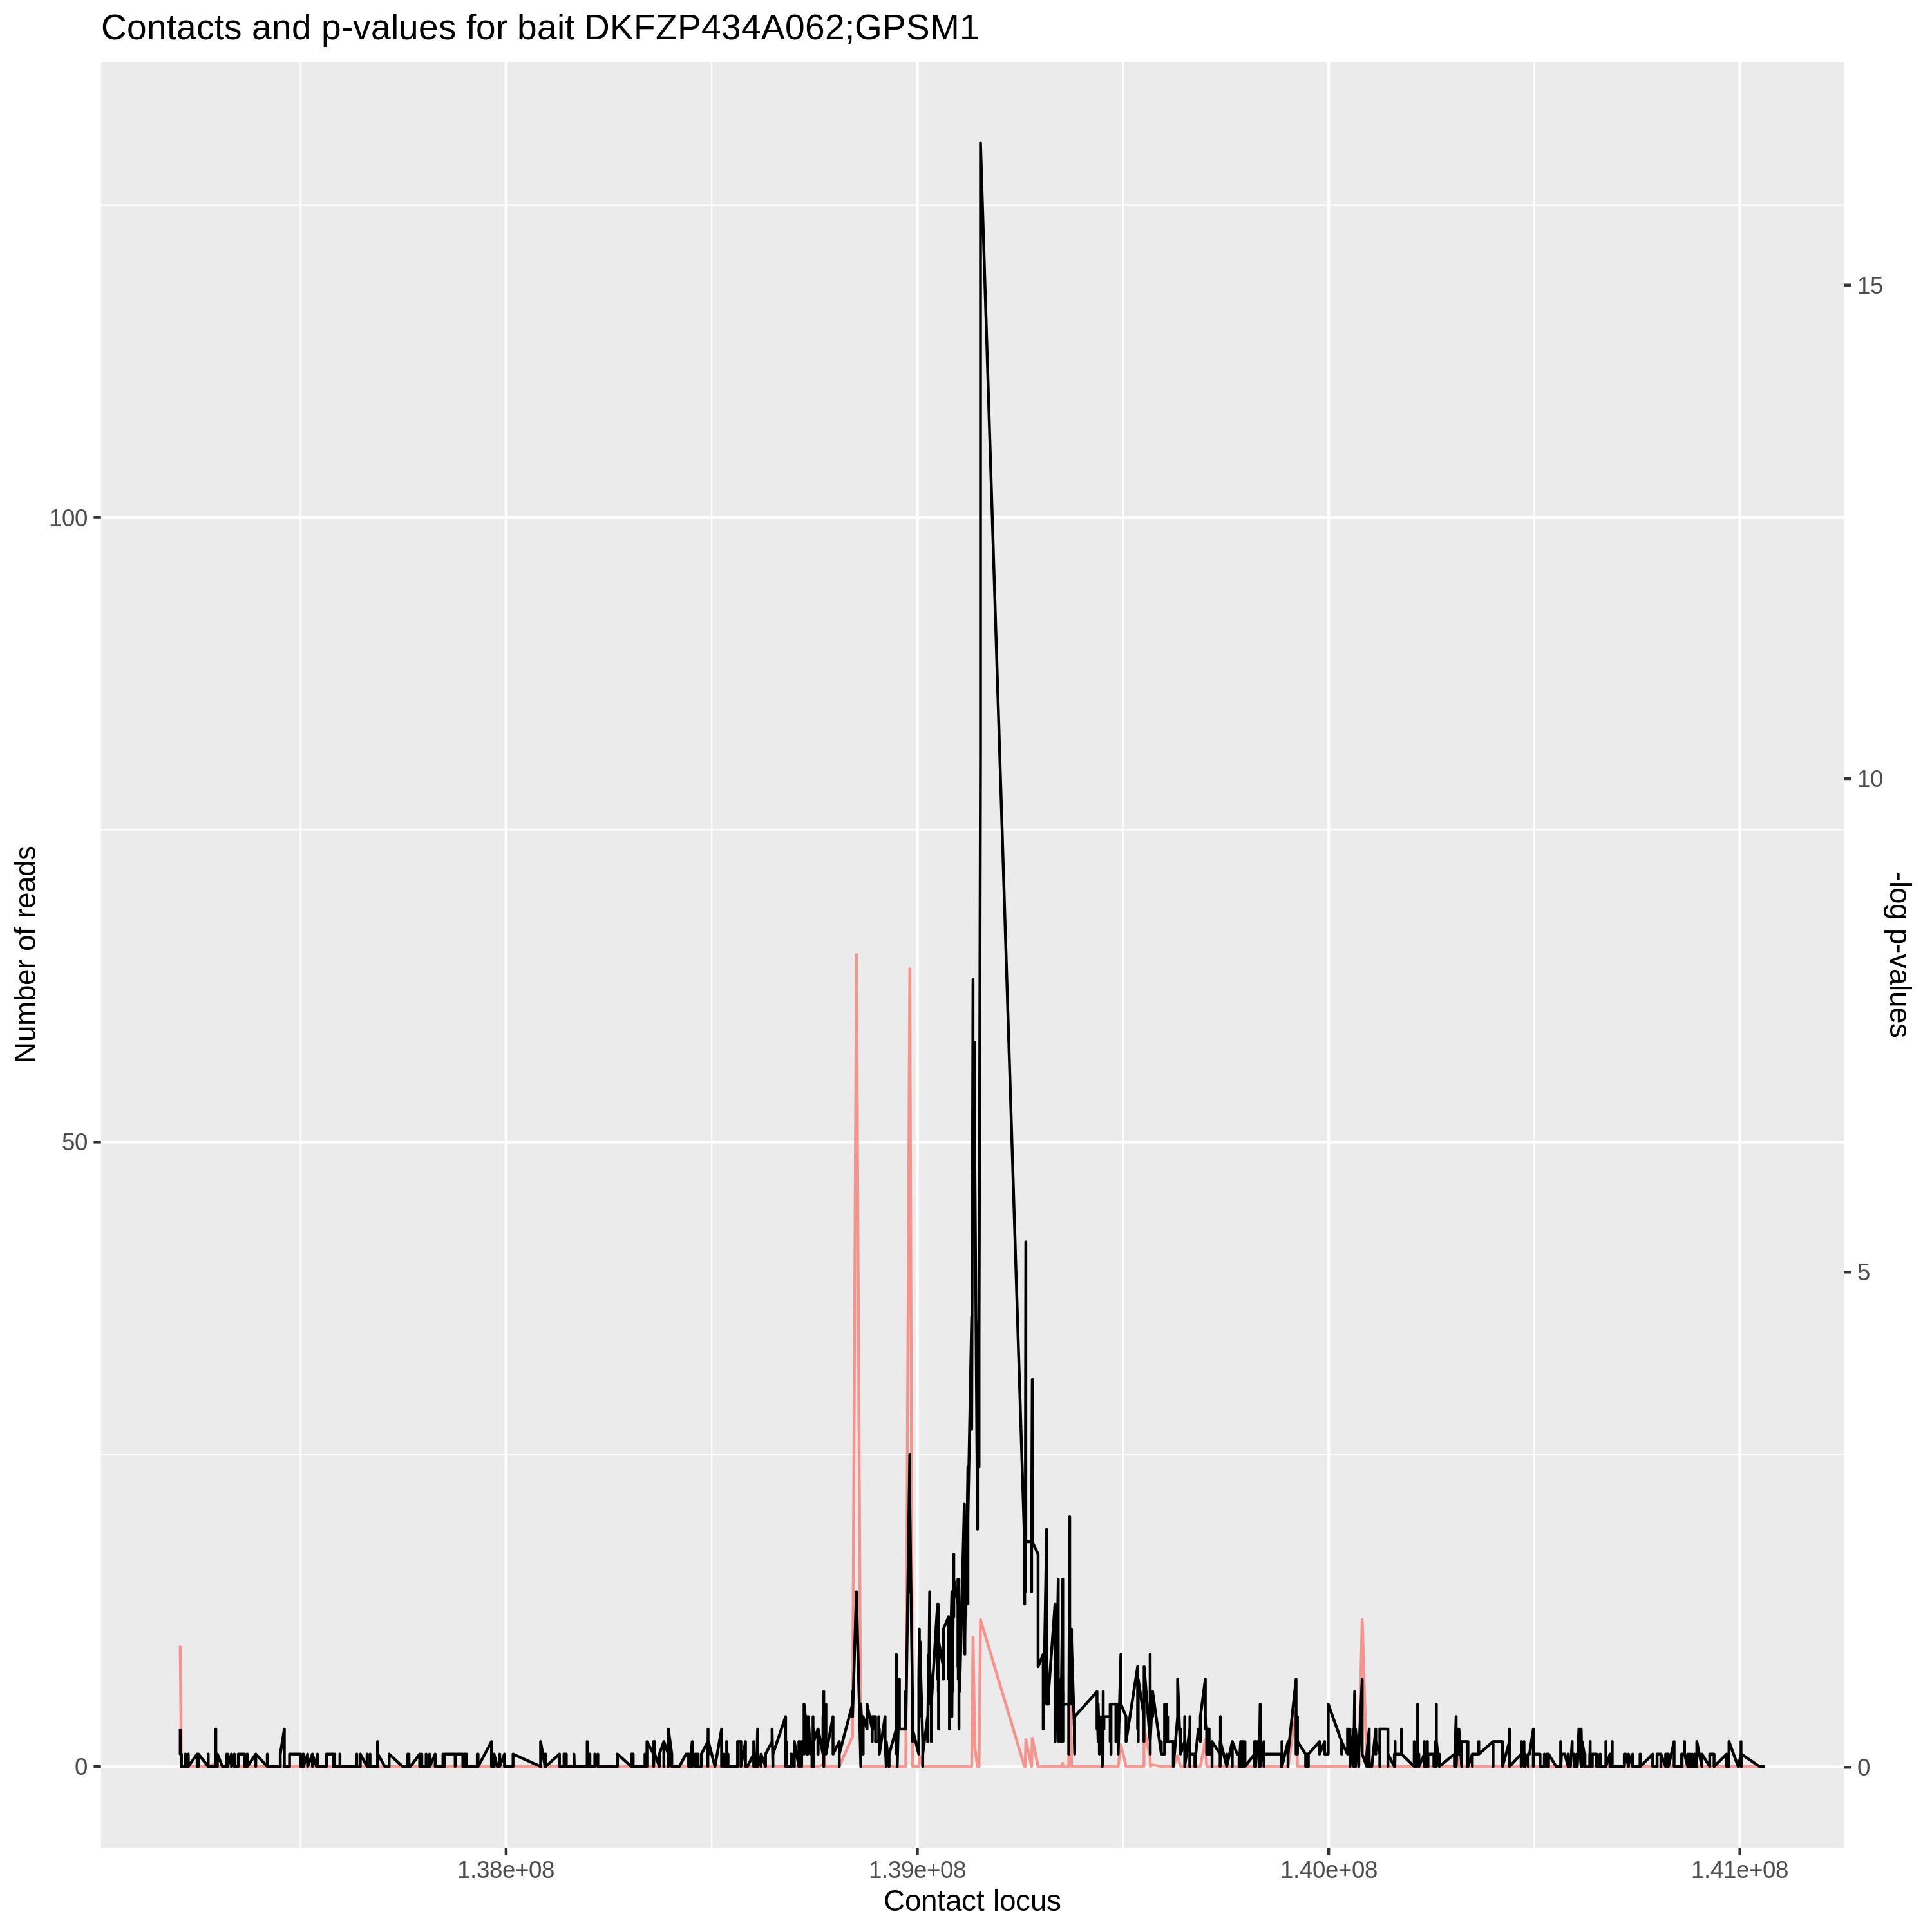 Contacts and p-values for bait DKFZP434A062;GPSM1
Number of reads
100
50
0
15
10
5
0
-log p-values
1.38e+08 1.39e+08 1.40e+08 1.41e+08
Contact locus